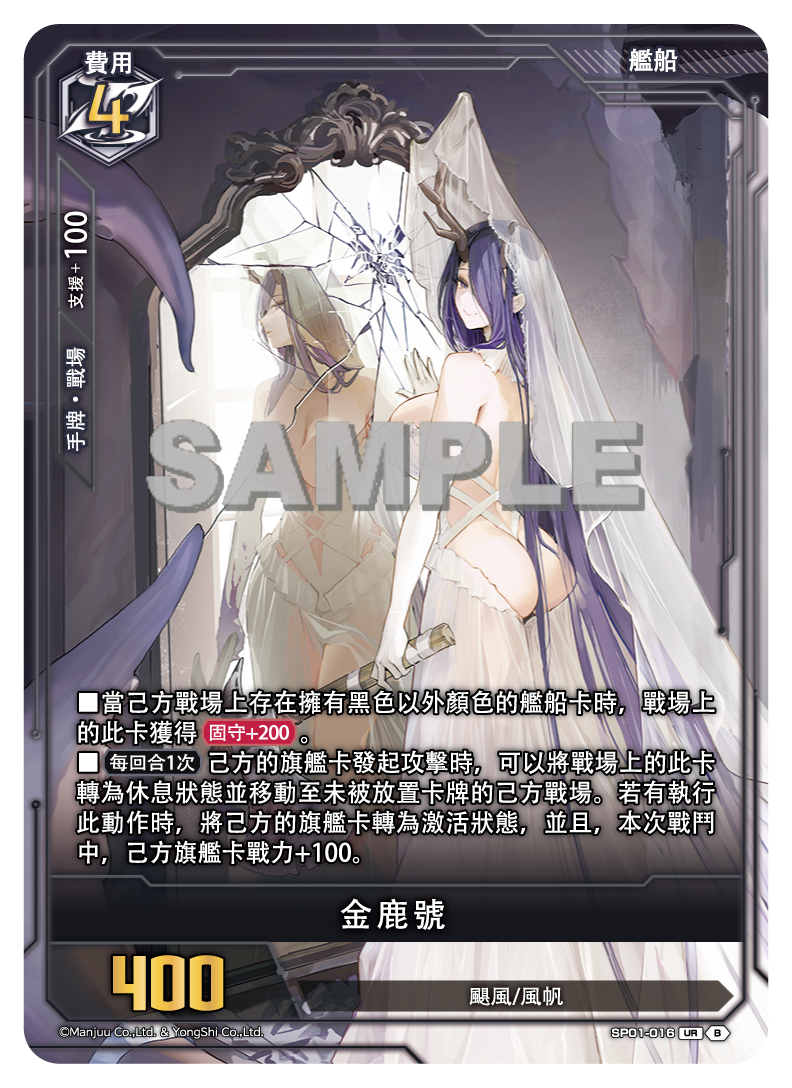 費用
4
艦船
支援+100
手牌・戰場
SAMPLE
■當己方戰場上存在擁有黑色以外顏色的艦船卡時，戰場上
的此卡獲得 固守+200 。
■ 每回合1次 己方的旗艦卡發起攻擊時，可以將戰場上的此卡
轉為休息狀態並移動至未被放置卡牌的己方戰場。若有執行
此動作時，將己方的旗艦卡轉為激活狀態，並且，本次戰鬥
中，己方旗艦卡戰力+100。
金鹿號
400
颶風/風帆
©Manjuu Co.,Ltd. & YongShi Co.,Ltd.
SP01-016 UR B